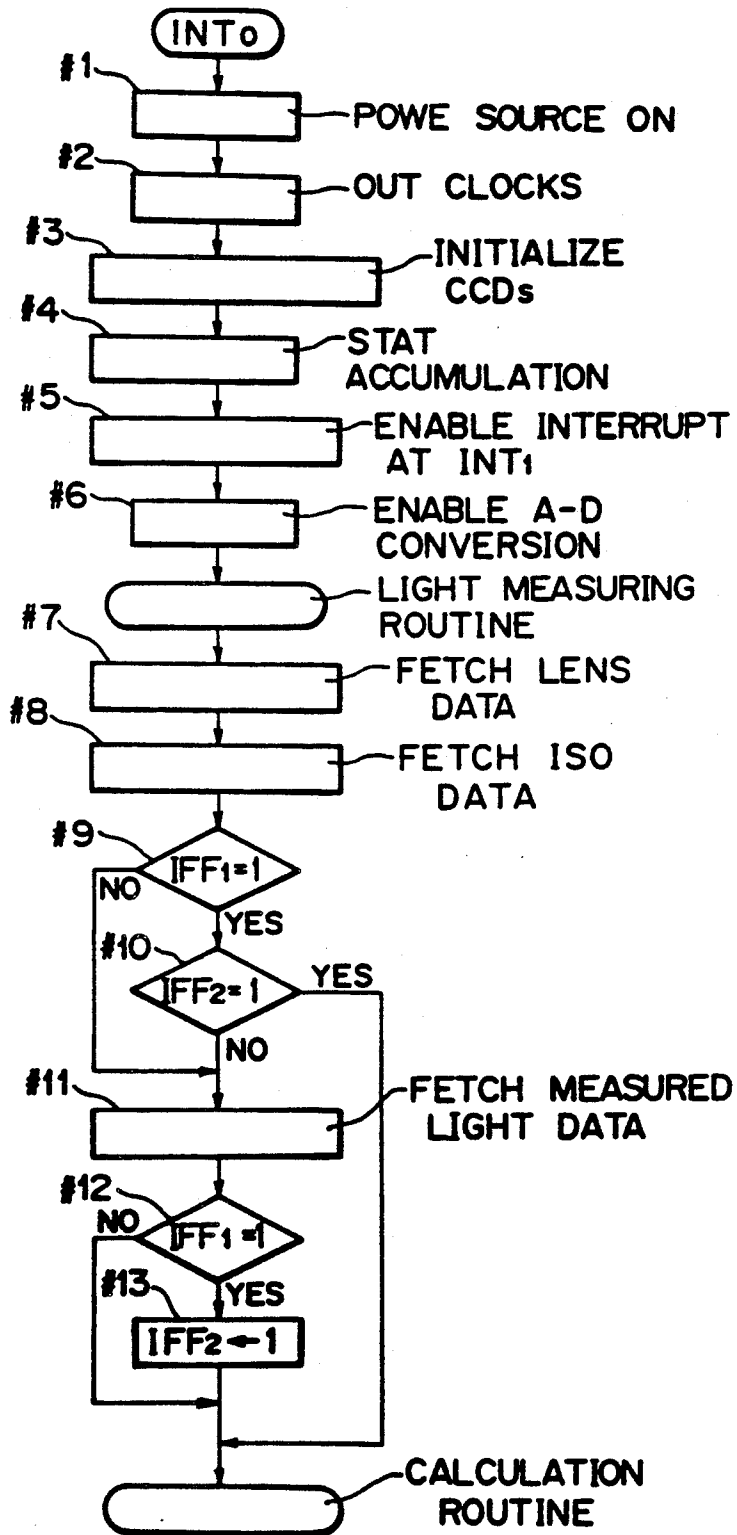 INT0
#1
POWE SOURCE ON
#2
OUT CLOCKS
#3
INITIALIZE
CCDs
#4
STAT
ACCUMULATION
#5
ENABLE INTERRUPT
AT INT1
#6
ENABLE A-D
CONVERSION
LIGHT MEASURING
ROUTINE
#7
FETCH LENS
DATA
#8
FETCH ISO
DATA
#9
IFF1=1
NO
YES
#10
IFF2=1
YES
NO
#11
FETCH MEASURED
LIGHT DATA
#12
NO
IFF1=1
YES
#13
IFF2←1
CALCULATION
ROUTINE